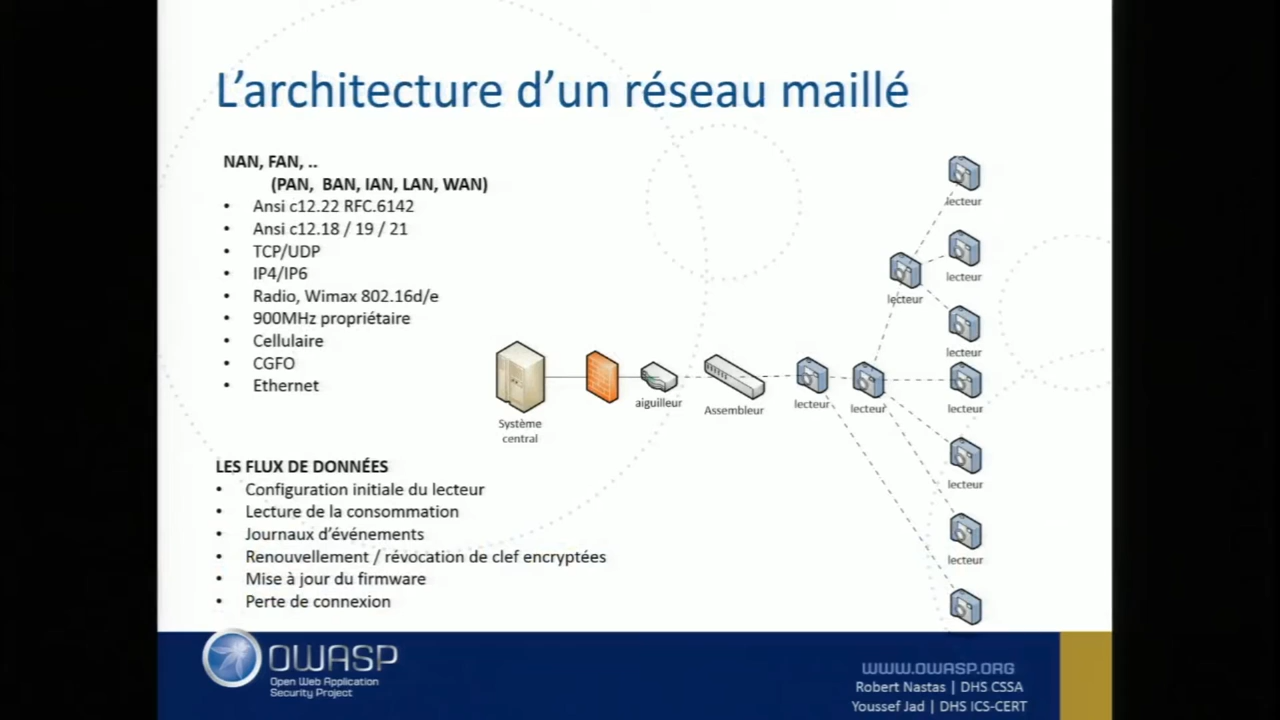 L'architecture d'un réseau maillé
NAN, FAN, ..
(PAN, BAN, IAN, LAN, WAN)
• Ansi c12.22 RFC.6142
• Ansi c12.18 / 19 / 21
• TCP/UDP
• IP4/IP6
• Radio, Wimax 802.16d/e
• 900MHz propriétaire
• Cellulaire
• CGFO
• Ethernet
LES FLUX DE DONNÉES
• Configuration initiale du lecteur
• Lecture de la consommation
• Journaux d'événements
• Renouvellement / révocation de clef encryptées
• Mise à jour du firmware
• Perte de connexion
Système
central
aiguilleur
Assembleur
lecteur
lecteur
lecteur
lecteur
lecteur
lecteur
lecteur
lecteur
lecteur
OWASP
Open Web Application
Security Project
WWW.OWASP.ORG
Robert Nastas | DHS CSSA
Youssef Jad | DHS ICS-CERT